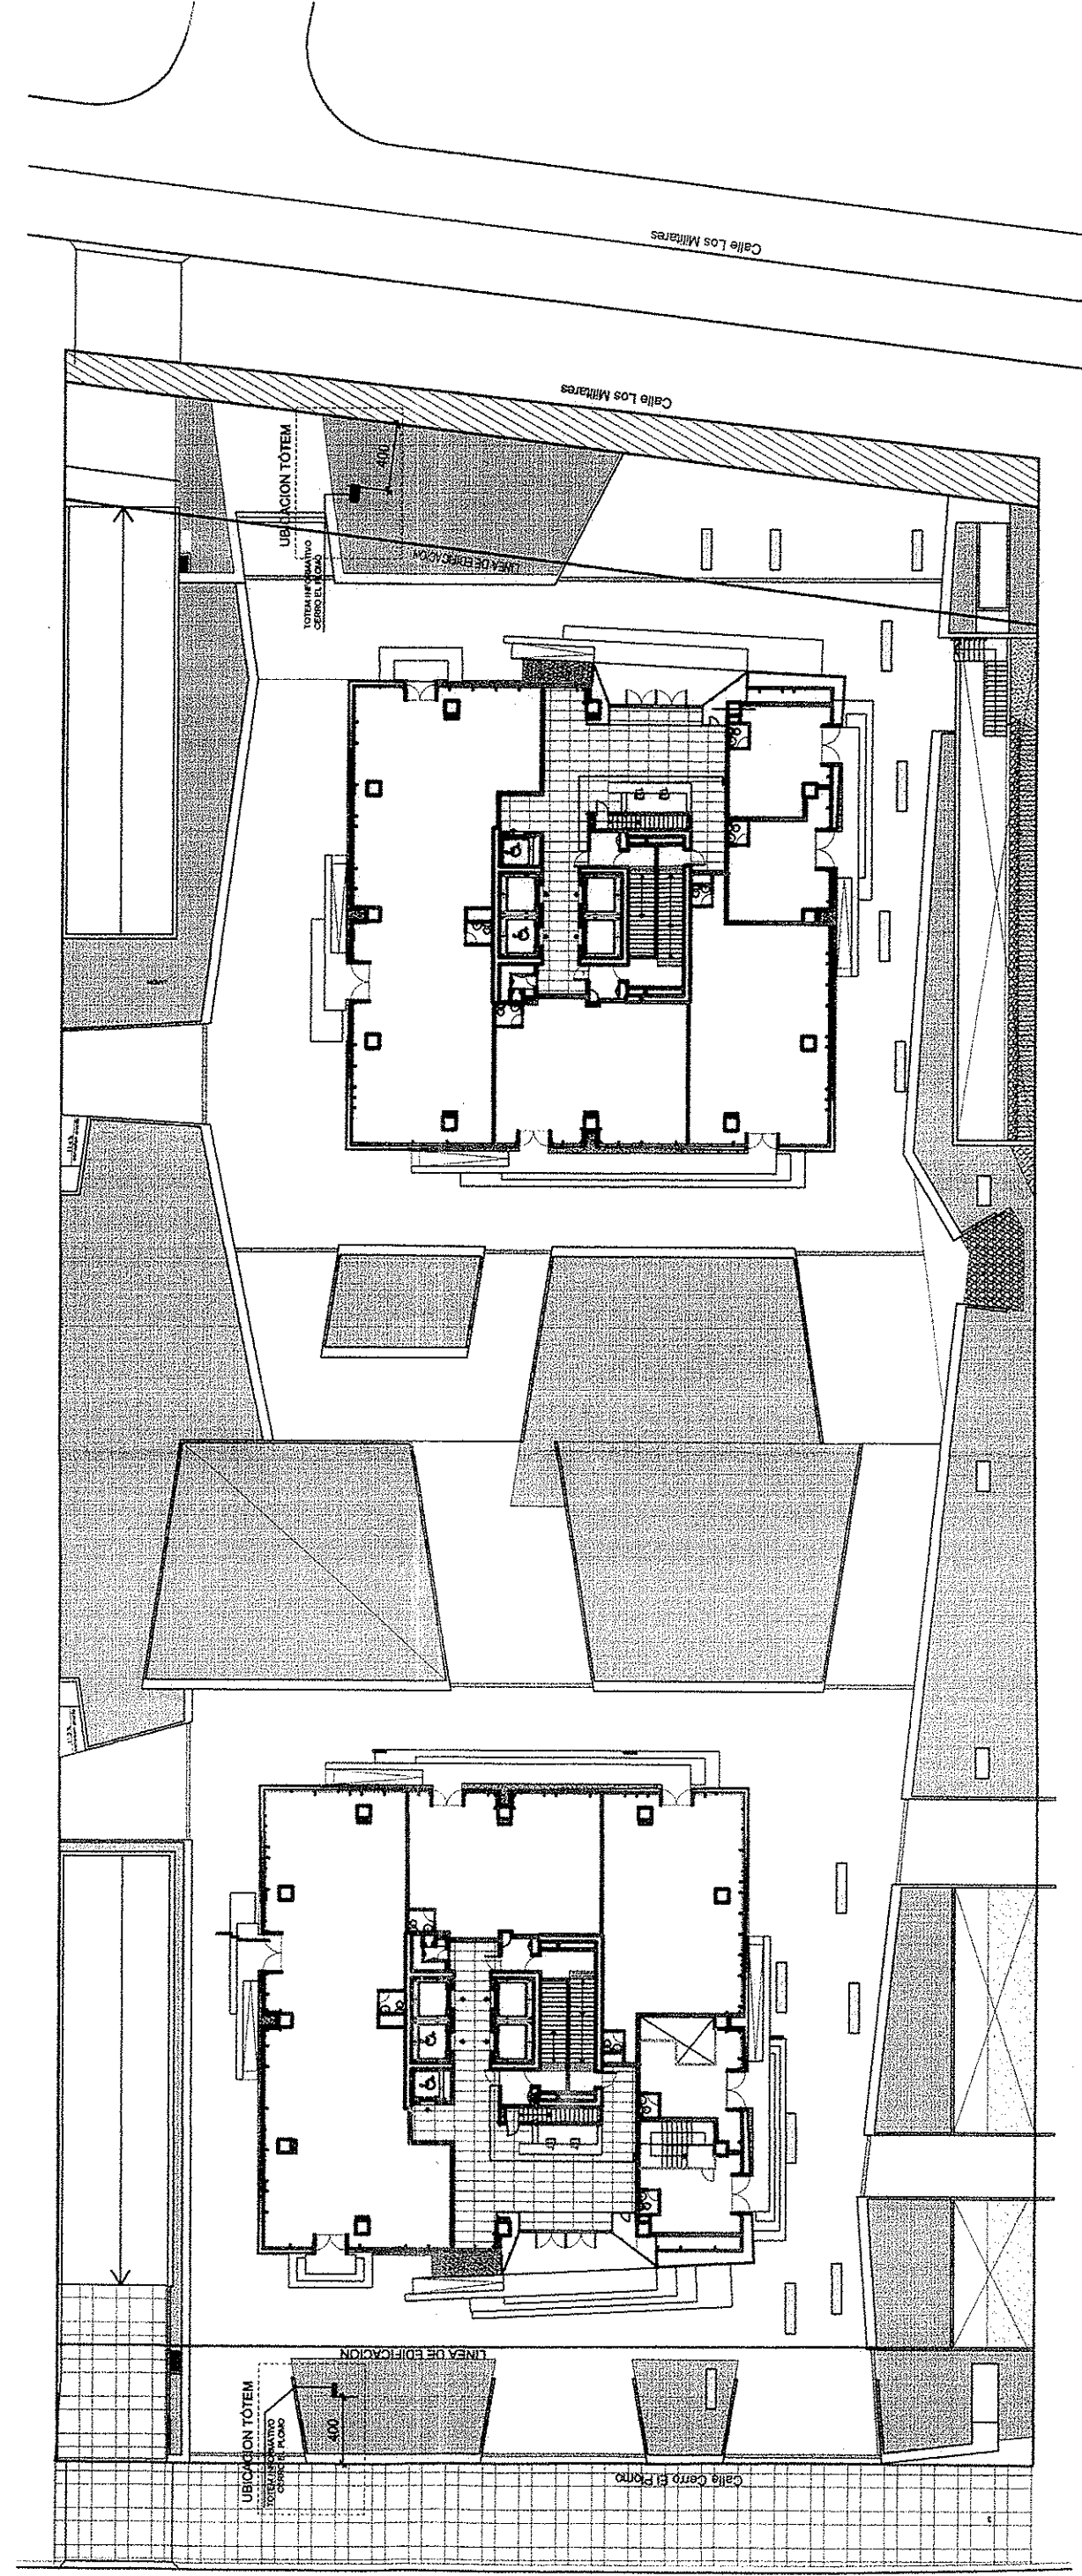 Calle Los Militares
Calle Los Militares
UBICACION TÓTEM
TOTEM INFORMATIVO
CERRO EL PLOMO
400
LINEA DE EDIFICACION
LINEA DE EDIFICACION
UBICACION TÓTEM
TOTEM INFORMATIVO
CERRO EL PLOMO
400
Calle Cerro El Plomo